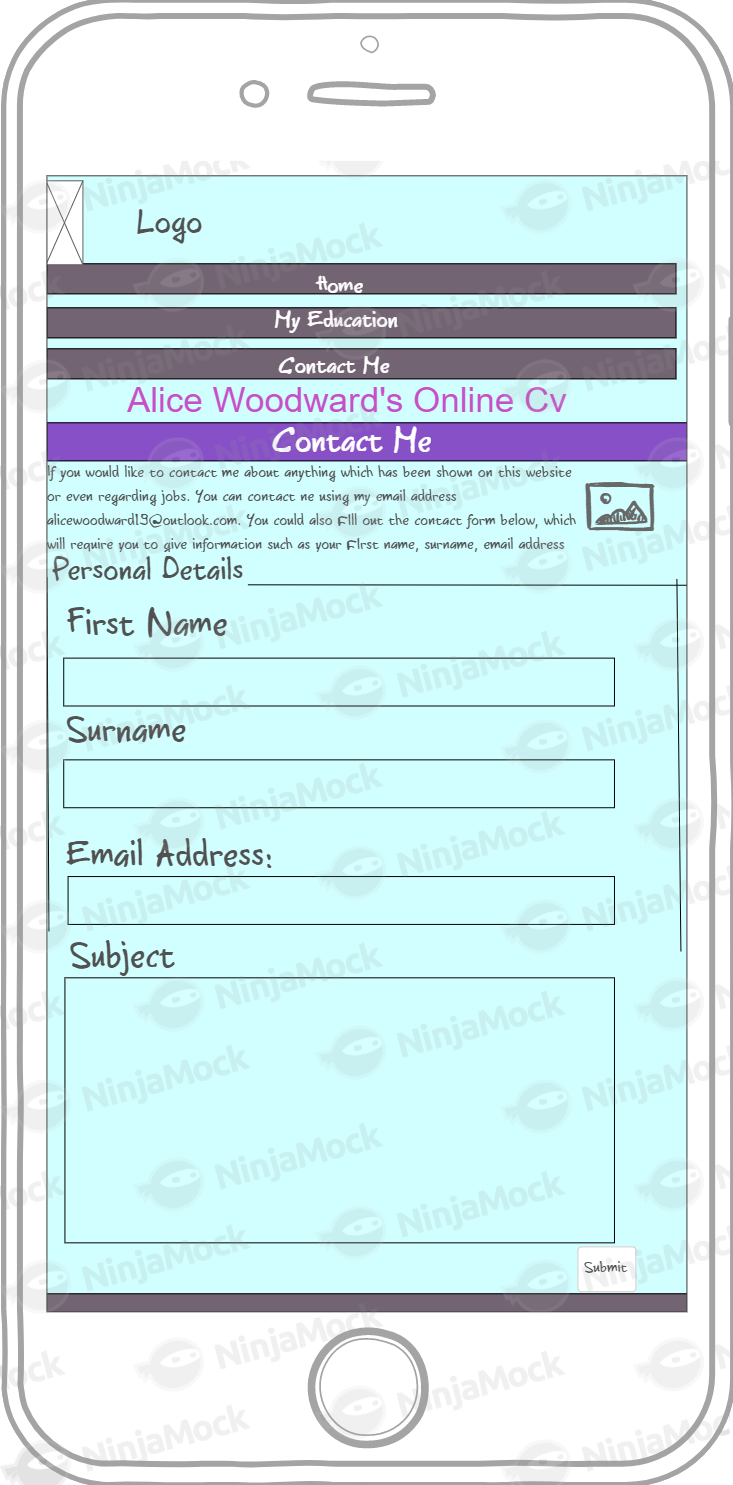 Logo
Home
My Education
Contact Me
Alice Woodward's Online Cv
Contact Me
If you would like to contact me about anything which has been shown on this website
or even regarding jobs. You can contact ne using my email address
alicewoodward13@outlook.com. You could also FIll out the contact form below, which
will require you to give information such as your FIrst name, surname, email address
Personal Details
First Name
Surname
Email Address:
Subject
Submit
NinjaMock